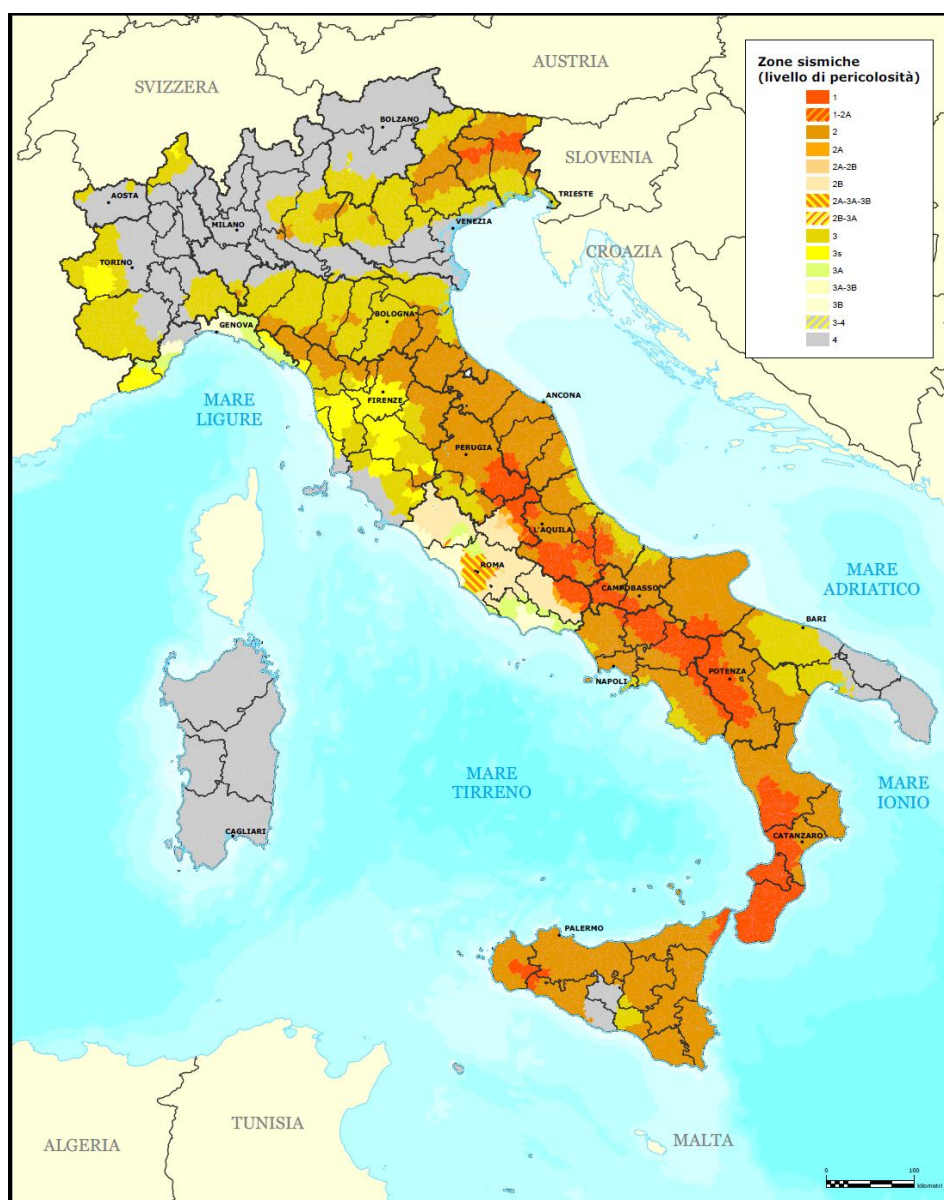 AUSTRIA
SVIZZERA
BOLZANO
SLOVENIA
AOSTA
TRIESTE
MILANO
VENEZIA
CROAZIA
TORINO
BOLOGNA
GENOVA
MARE
LIGURE
FIRENZE
ANCONA
PERUGIA
L'AQUILA
ROMA
CAMPOBASSO
MARE
ADRIATICO
BARI
NAPOLI
POTENZA
MARE
TIRRENO
MARE
IONIO
CAGLIARI
CATANZARO
PALERMO
TUNISIA
ALGERIA
MALTA
Zone sismiche
(livello di pericolosità)
1
1-2A
2
2A
2A-2B
2B
2A-3A-3B
2B-3A
3
3s
3A
3A-3B
3B
3-4
4
0 100
kilometri